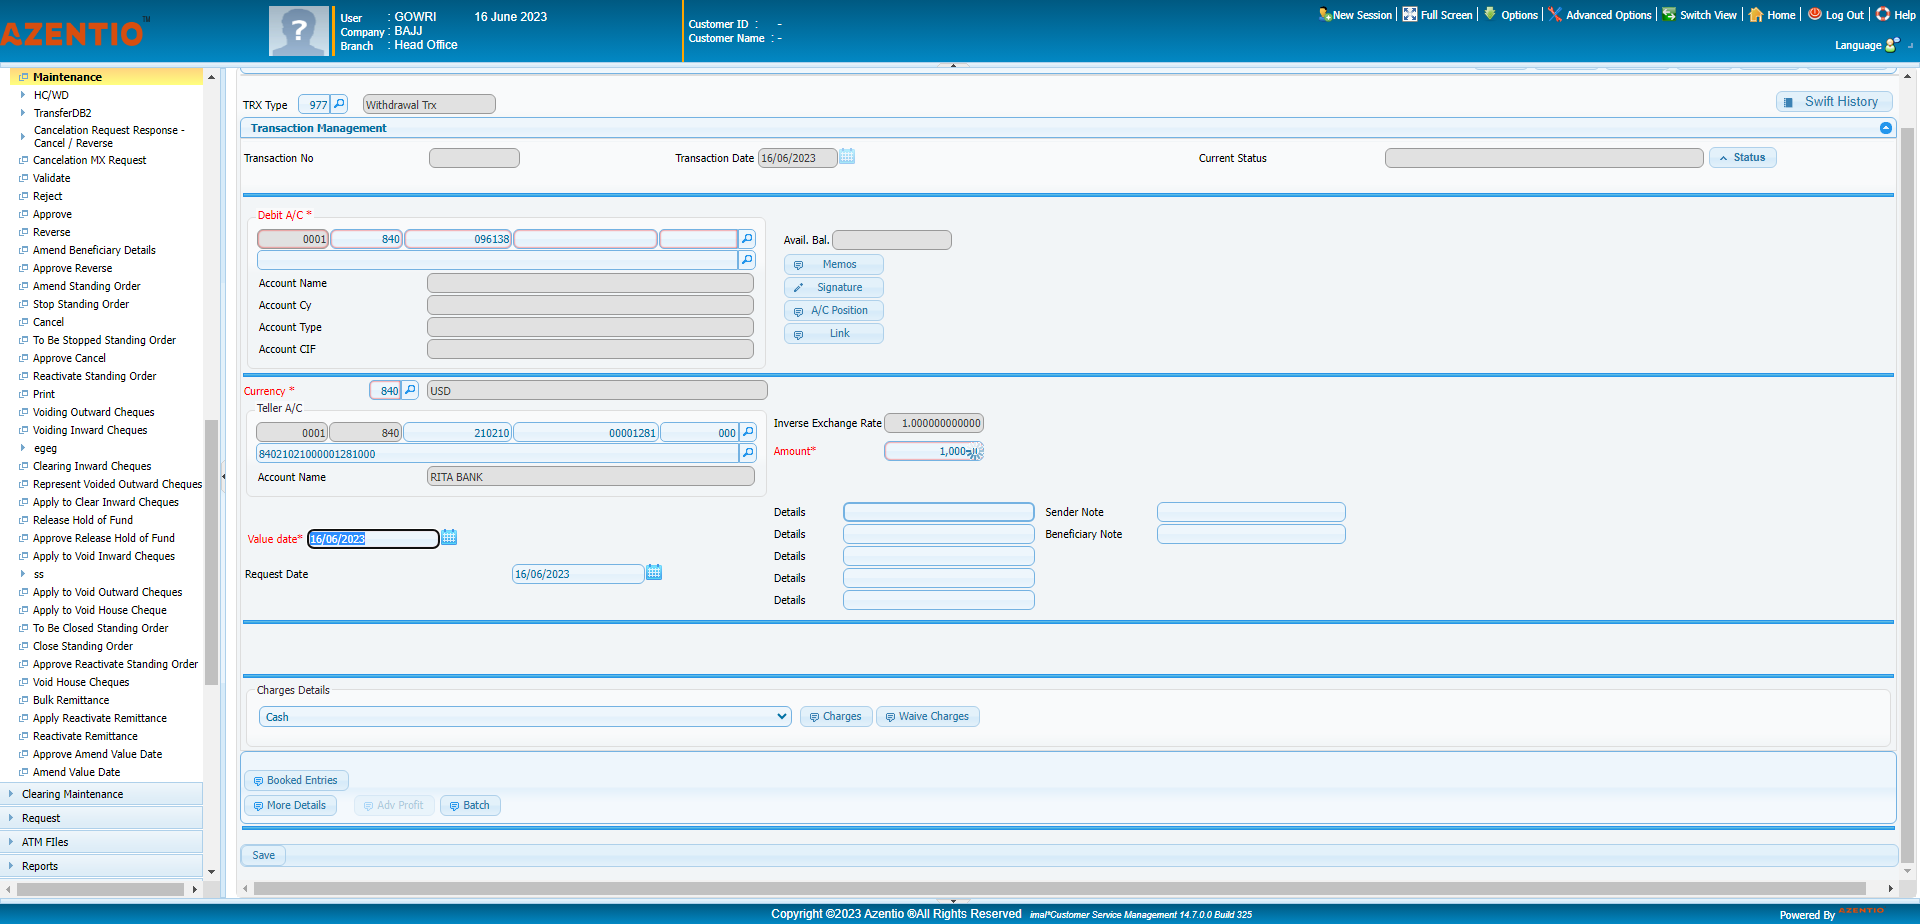 AZENTIO™
User : GOWRI 16 June 2023
Company : BAJJ
Branch : Head Office
Customer ID : -
Customer Name : -
New Session Full Screen Options Advanced Options Switch View Home Log Out Help
Language
Maintenance
HC/WD
TransferDB2
Cancelation Request Response -
Cancel / Reverse
Cancelation MX Request
Validate
Reject
Approve
Reverse
Amend Beneficiary Details
Approve Reverse
Amend Standing Order
Stop Standing Order
Cancel
To Be Stopped Standing Order
Approve Cancel
Reactivate Standing Order
Print
Voiding Outward Cheques
Voiding Inward Cheques
egeg
Clearing Inward Cheques
Represent Voided Outward Cheques
Apply to Clear Inward Cheques
Release Hold of Fund
Approve Release Hold of Fund
Apply to Void Inward Cheques
ss
Apply to Void Outward Cheques
Apply to Void House Cheque
To Be Closed Standing Order
Close Standing Order
Approve Reactivate Standing Order
Void House Cheques
Bulk Remittance
Apply Reactivate Remittance
Reactivate Remittance
Approve Amend Value Date
Amend Value Date
Clearing Maintenance
Request
ATM FIles
Reports
TRX Type 977 Withdrawal Trx
Swift History
Transaction Management
Transaction No Transaction Date 16/06/2023 Current Status Status
Debit A/C *
0001 840 096138
Avail. Bal.
Memos
Account Name
Signature
Account Cy
A/C Position
Account Type
Link
Account CIF
Currency * 840 USD
Teller A/C
0001 840 210210 00001281 000
Inverse Exchange Rate 1.000000000000
84021021000001281000
Amount* 1,000
Account Name RITA BANK
Details Sender Note
Details Beneficiary Note
Value date* 16/06/2023
Details
Request Date 16/06/2023
Details
Details
Charges Details
Cash Charges Waive Charges
Booked Entries
More Details Adv Profit Batch
Save
Copyright ©2023 Azentio ®All Rights Reserved imal*Customer Service Management 14.7.0.0 Build 325
Powered By AZENTIO